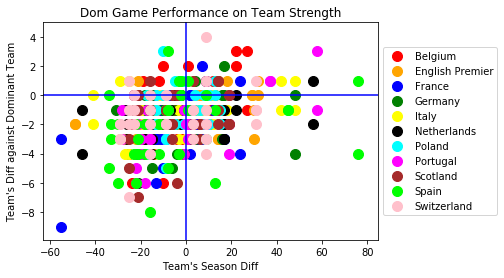 Dom Game Performance on Team Strength
Team's Diff against Dominant Team
4
2
0
−2
−4
−6
−8
−60
−40
−20
0
20
40
60
80
Team's Season Diff
Belgium
English Premier
France
Germany
Italy
Netherlands
Poland
Portugal
Scotland
Spain
Switzerland